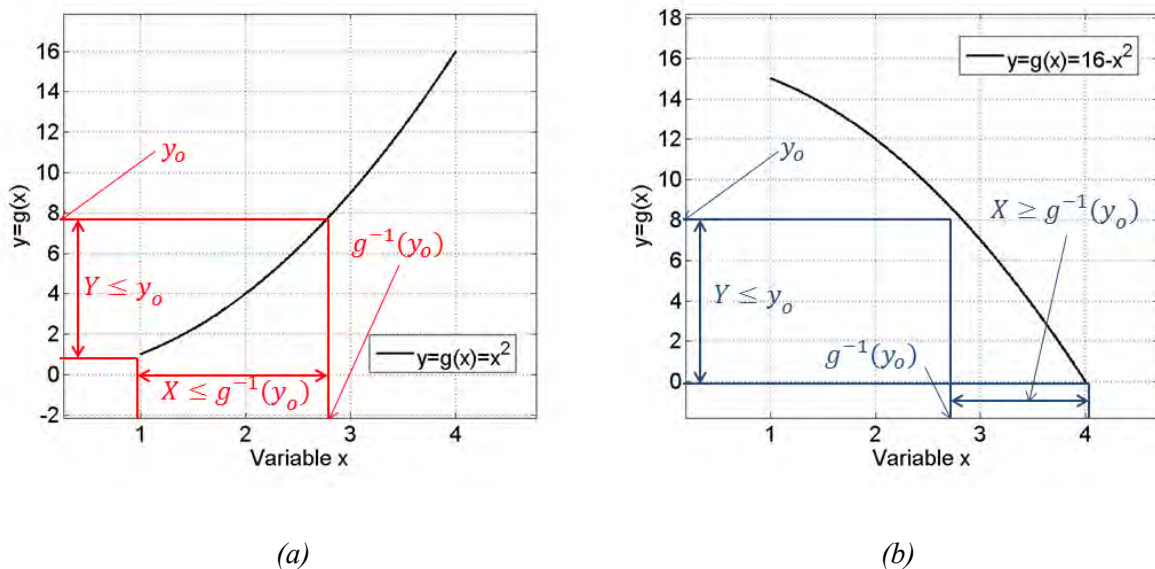 16
14
12
10
8
6
4
2
0
-2
y=g(x)
y_o
Y ≤ y_o
g⁻¹(y_o)
y=g(x)=x²
X ≤ g⁻¹(y_o)
1 2 3 4
Variable x
(a)
18
16
14
12
10
8
6
4
2
0
y=g(x)
y=g(x)=16-x²
y_o
X ≥ g⁻¹(y_o)
Y ≤ y_o
g⁻¹(y_o)
1 2 3 4
Variable x
(b)